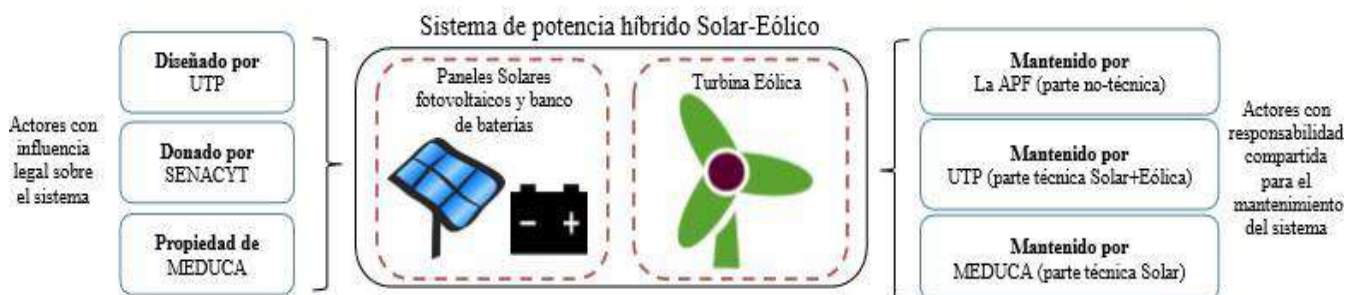 Sistema de potencia híbrido Solar-Eólico
Actores con
influencia
legal sobre
el sistema
Diseñado por
UTP
Donado por
SENACYT
Propiedad de
MEDUCA
Paneles Solares
fotovoltaicos y banco
de baterías
Turbina Eólica
Mantenido por
La APF (parte no-técnica)
Mantenido por
UTP (parte técnica Solar+Eólica)
Mantenido por
MEDUCA (parte técnica Solar)
Actores con
responsabilidad
compartida
para el
mantenimiento
del sistema